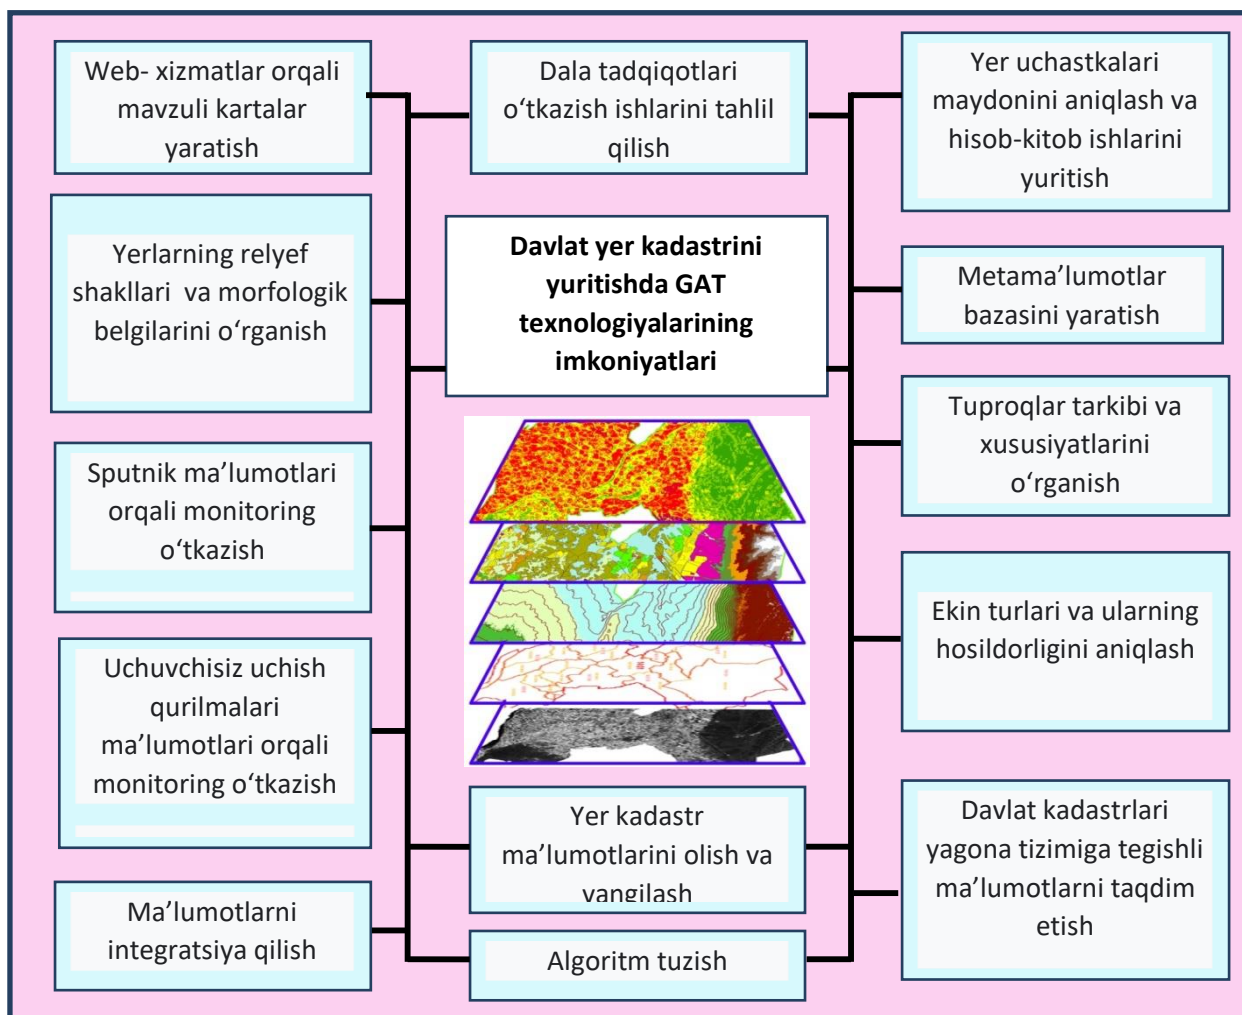 Web- xizmatlar orqali
mavzuli kartalar
yaratish
Yerlarning relyef
shakllari  va morfologik
belgilarini o‘rganish
Sputnik ma’lumotlari
orqali monitoring
o‘tkazish
Uchuvchisiz uchish
qurilmalari
ma’lumotlari orqali
monitoring o‘tkazish
Ma’lumotlarni
integratsiya qilish
Dala tadqiqotlari
o‘tkazish ishlarini tahlil
qilish
Davlat yer kadastrini
yuritishda GAT
texnologiyalarining
imkoniyatlari
Yer kadastr
ma’lumotlarini olish va
yangilash
Algoritm tuzish
Yer uchastkalari
maydonini aniqlash va
hisob-kitob ishlarini
yuritish
Metama’lumotlar
bazasini yaratish
Tuproqlar tarkibi va
xususiyatlarini
o‘rganish
Ekin turlari va ularning
hosildorligini aniqlash
Davlat kadastrlari
yagona tizimiga tegishli
ma’lumotlarni taqdim
etish